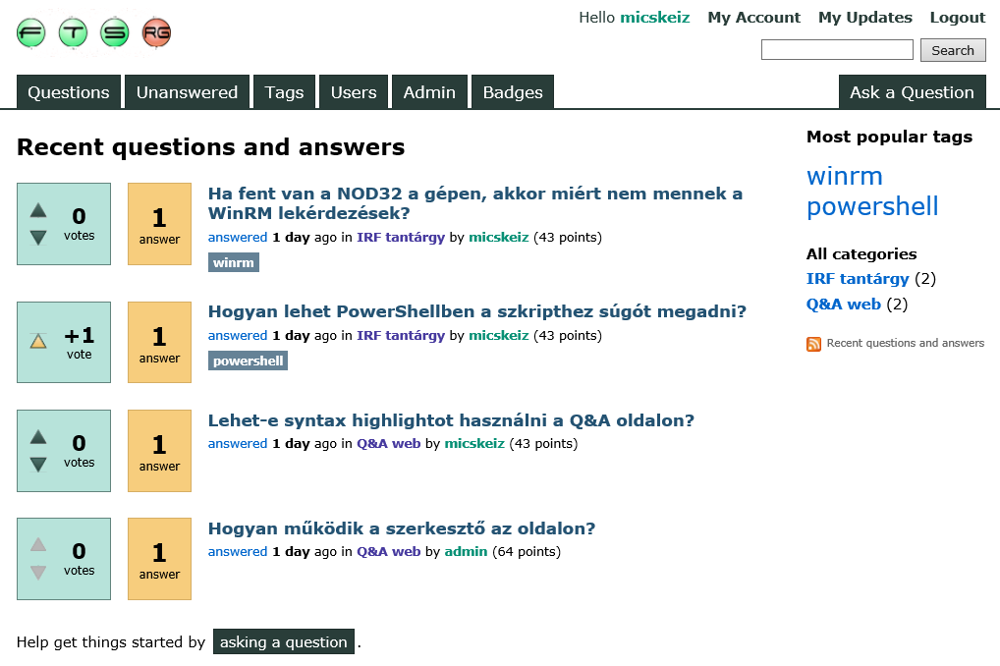 F T S RG
Hello micskeiz My Account My Updates Logout
Search
Questions Unanswered Tags Users Admin Badges Ask a Question
Recent questions and answers
0
votes
1
answer
Ha fent van a NOD32 a gépen, akkor miért nem mennek a
WinRM lekérdezések?
answered 1 day ago in IRF tantárgy by micskeiz (43 points)
winrm
+1
vote
1
answer
Hogyan lehet PowerShellben a szkripthez súgót megadni?
answered 1 day ago in IRF tantárgy by micskeiz (43 points)
powershell
0
votes
1
answer
Lehet-e syntax highlightot használni a Q&A oldalon?
answered 1 day ago in Q&A web by micskeiz (43 points)
0
votes
1
answer
Hogyan működik a szerkesztő az oldalon?
answered 1 day ago in Q&A web by admin (64 points)
Help get things started by asking a question.
Most popular tags
winrm
powershell
All categories
IRF tantárgy (2)
Q&A web (2)
Recent questions and answers